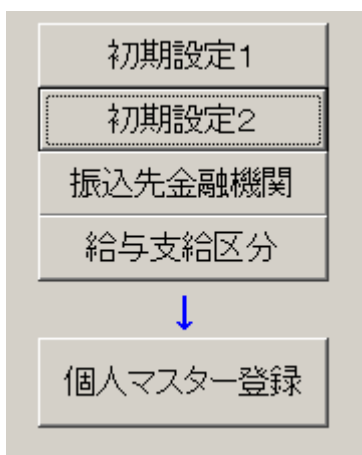 初期設定1
初期設定2
振込先金融機関
給与支給区分
↓
個人マスター登録